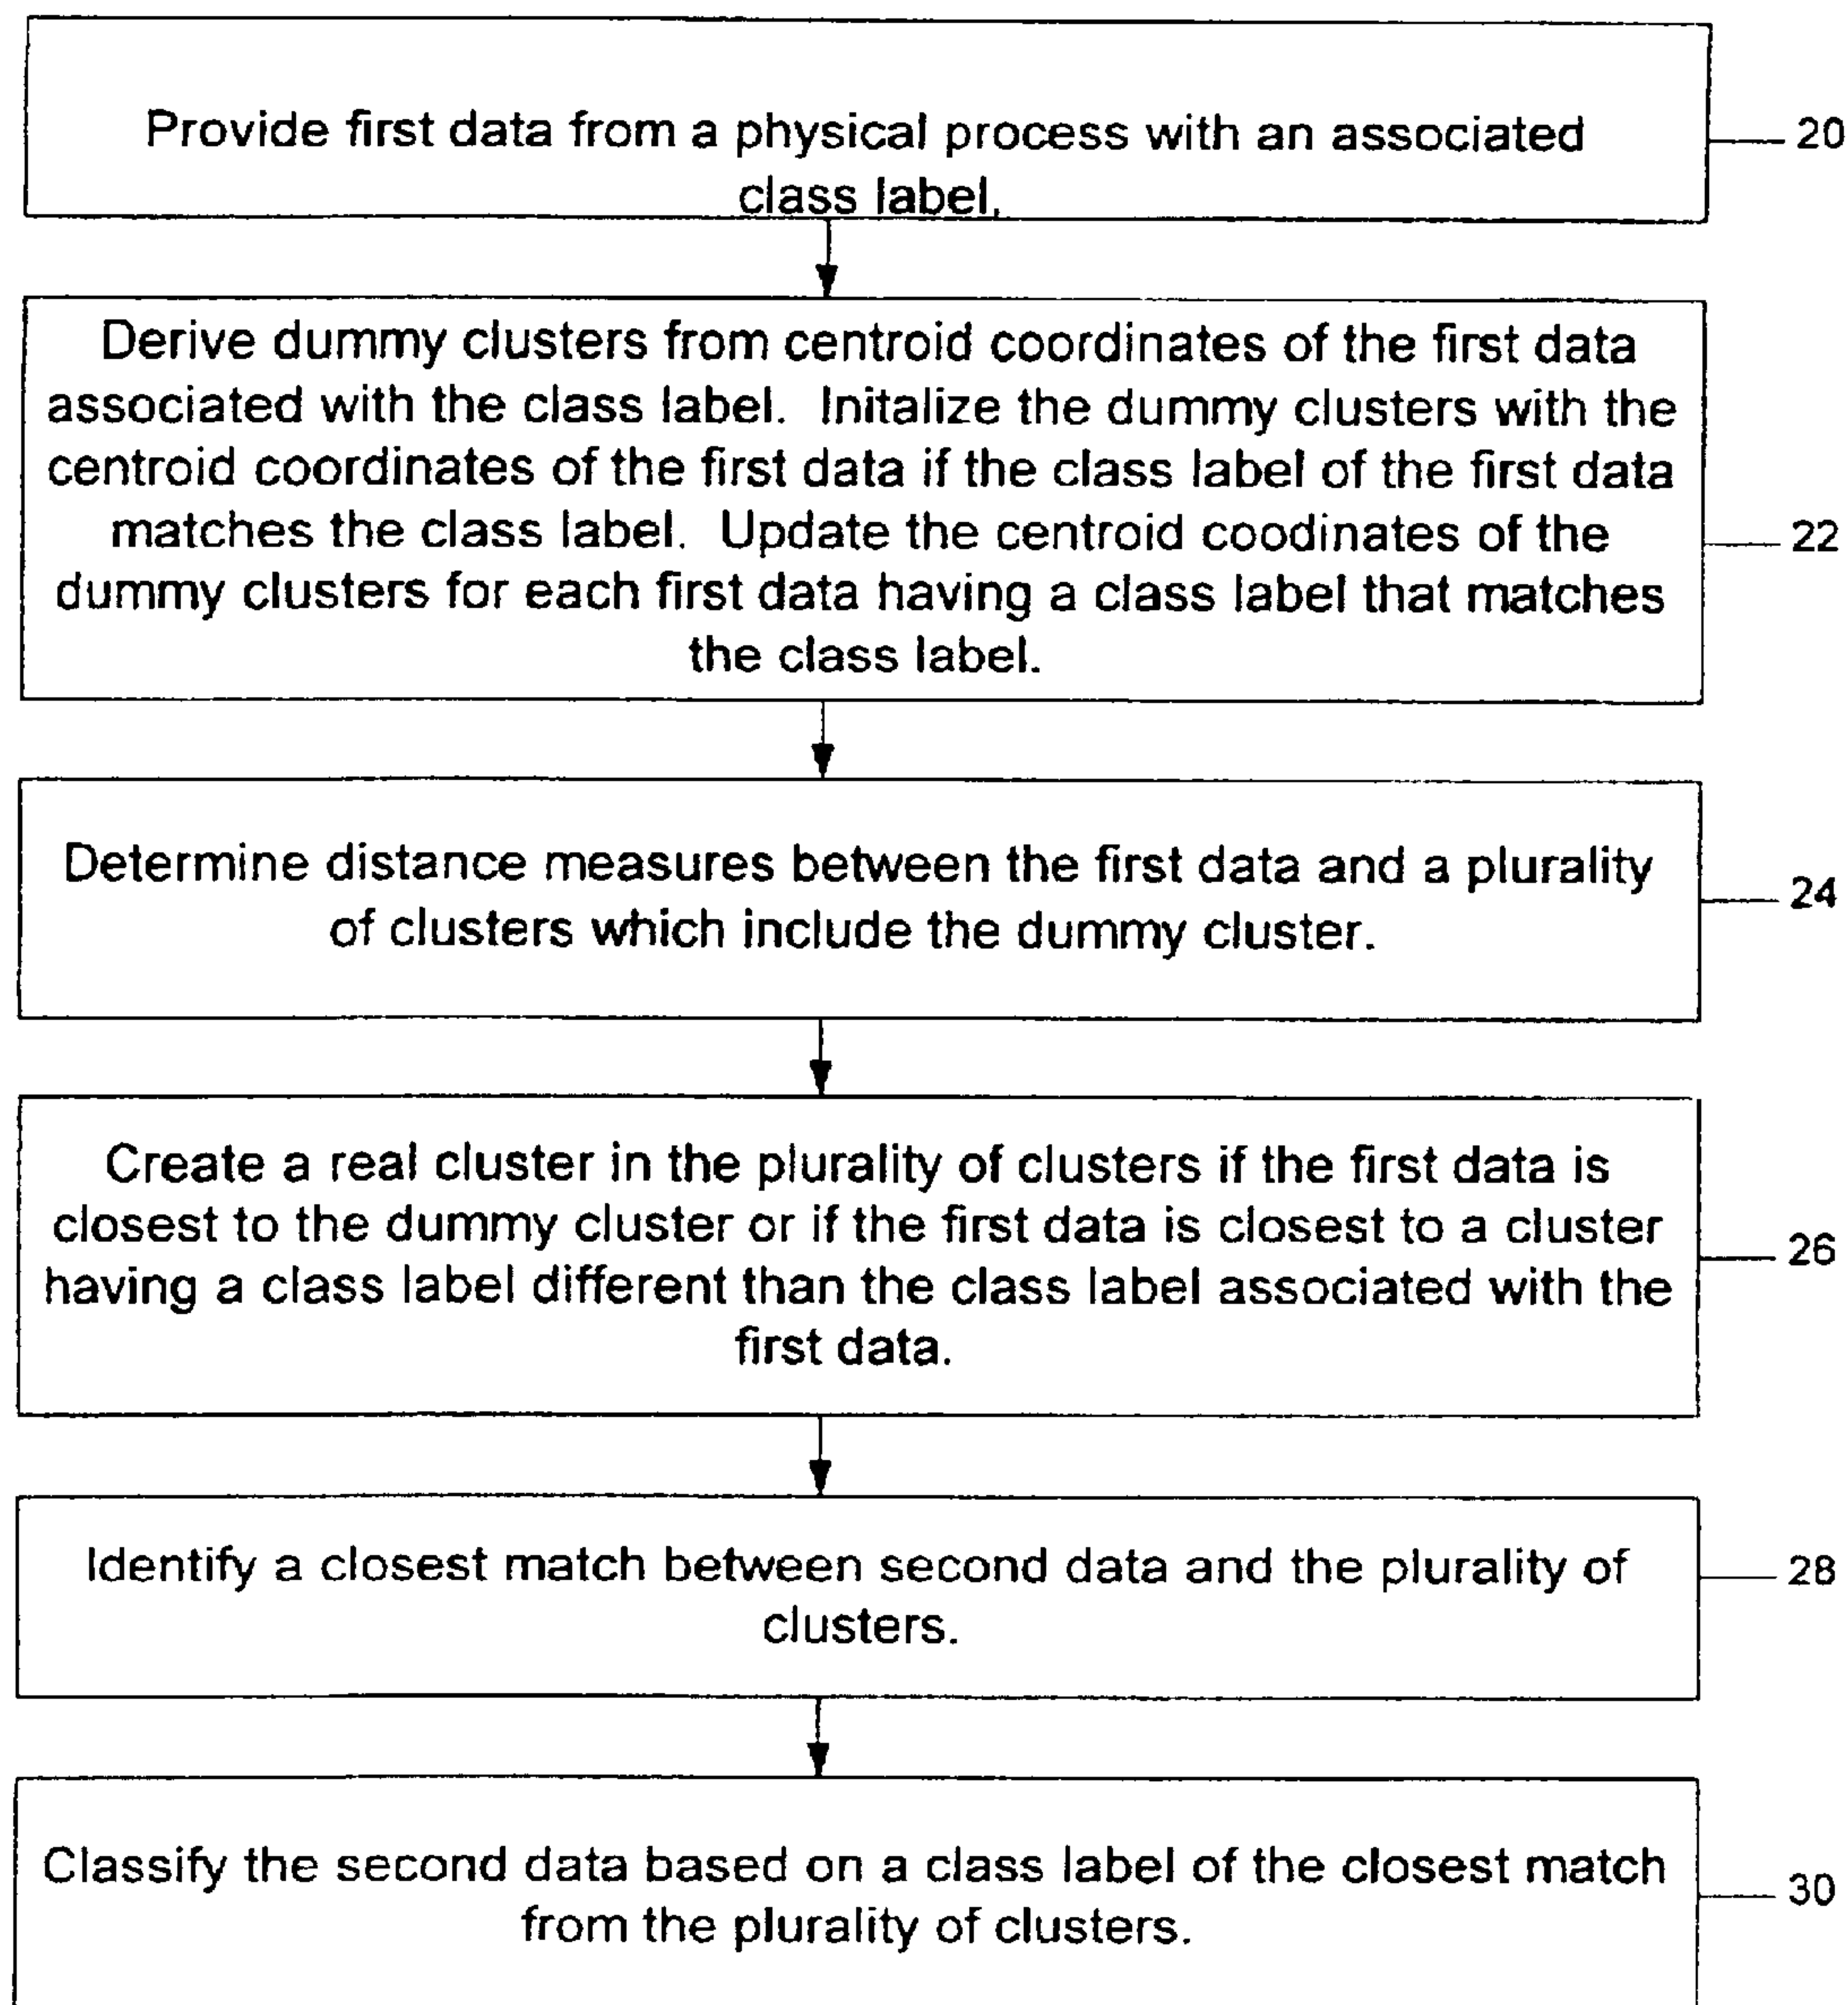 Provide first data from a physical process with an associated
class label.
20
Derive dummy clusters from centroid coordinates of the first data
associated with the class label. Initalize the dummy clusters with the
centroid coordinates of the first data if the class label of the first data
matches the class label. Update the centroid coodinates of the
dummy clusters for each first data having a class label that matches
the class label.
22
Determine distance measures between the first data and a plurality
of clusters which include the dummy cluster.
24
Create a real cluster in the plurality of clusters if the first data is
closest to the dummy cluster or if the first data is closest to a cluster
having a class label different than the class label associated with the
first data.
26
Identify a closest match between second data and the plurality of
clusters.
28
Classify the second data based on a class label of the closest match
from the plurality of clusters.
30